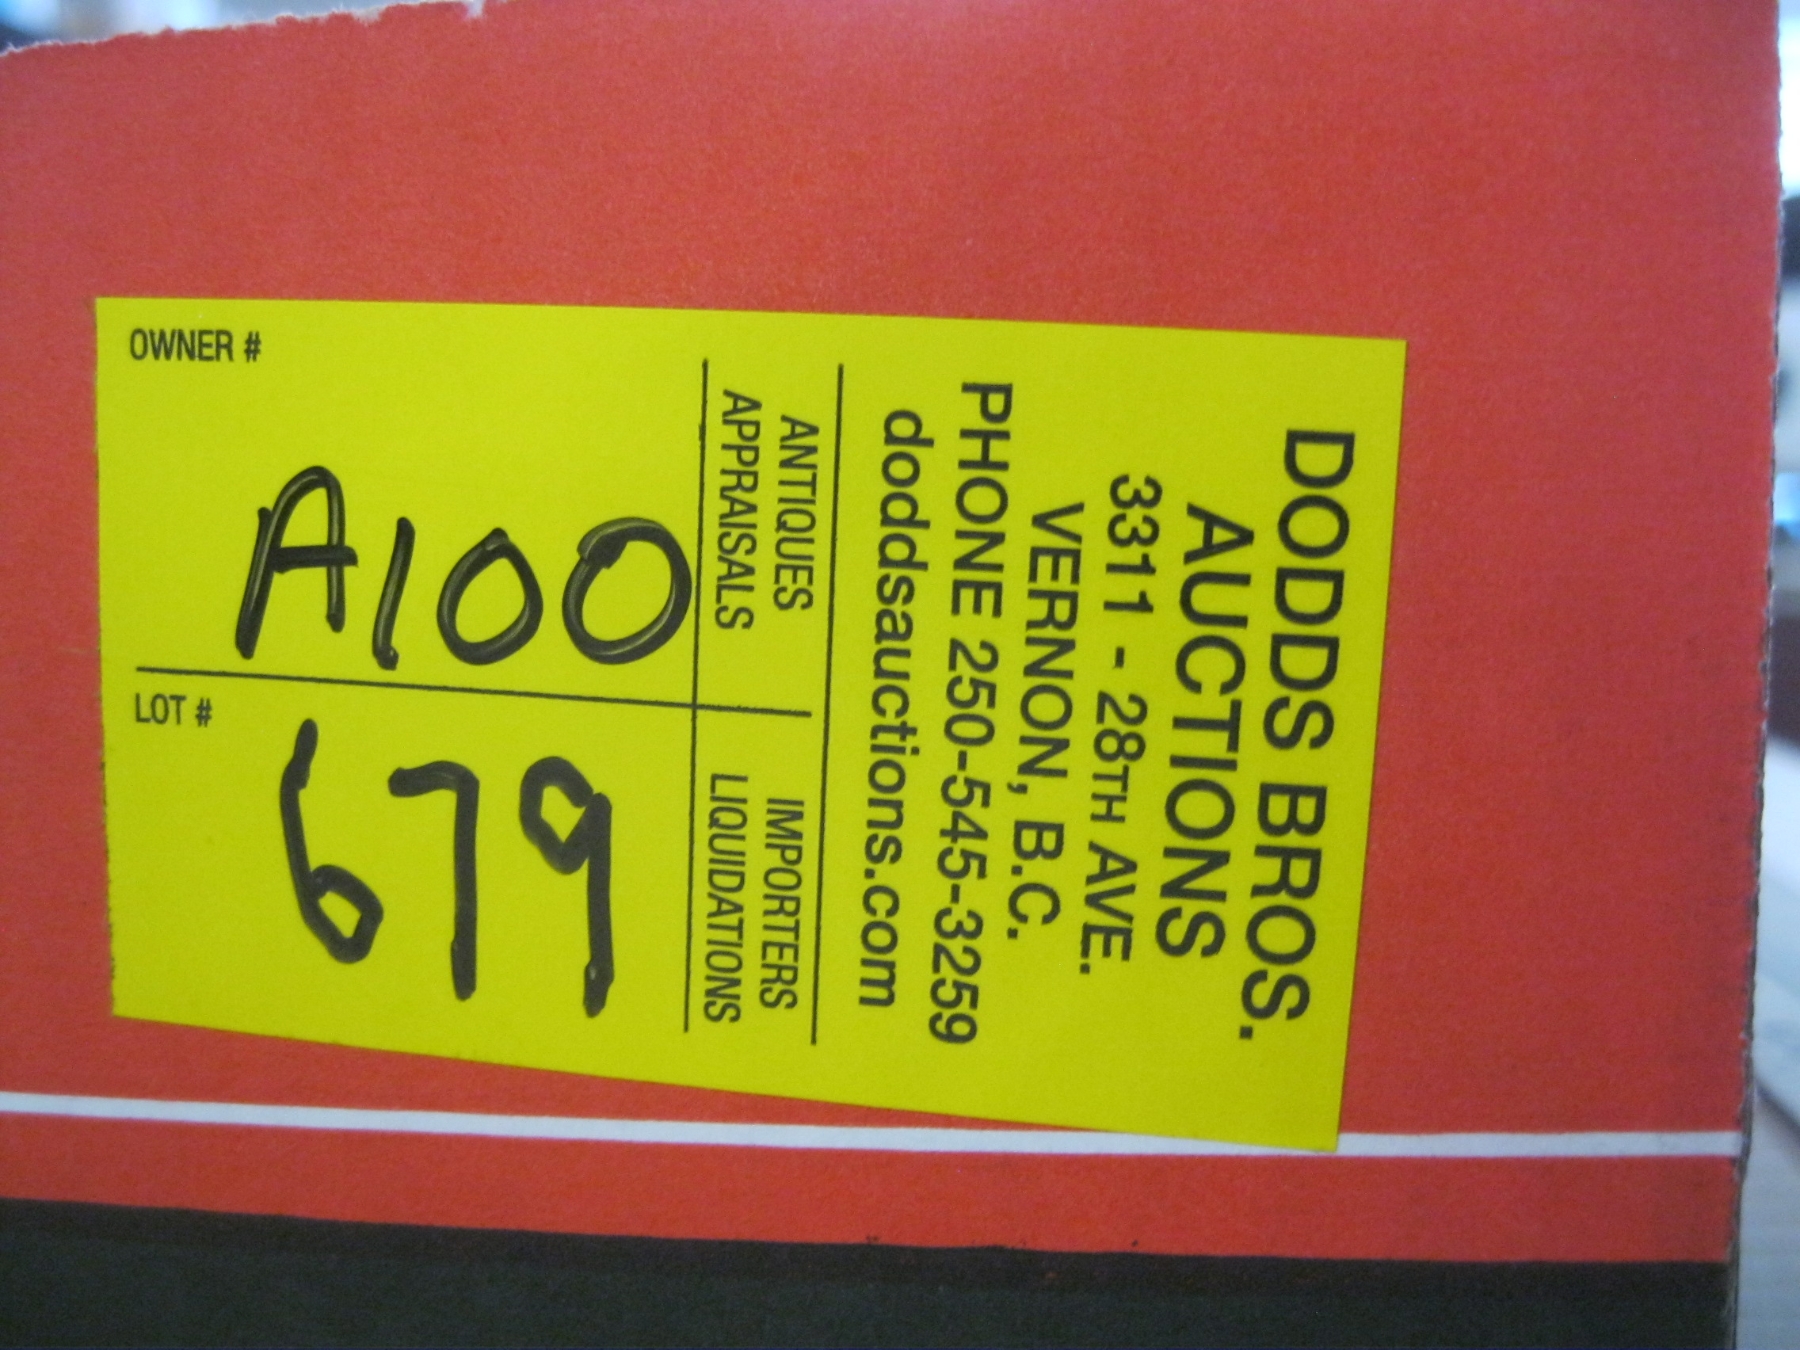 DODDS BROS.
AUCTIONS
3311 - 28TH AVE.
VERNON, B.C.
PHONE 250-545-3259
doddsauctions.com
ANTIQUES
APPRAISALS
IMPORTERS
LIQUIDATIONS
OWNER #
A100
LOT #
679